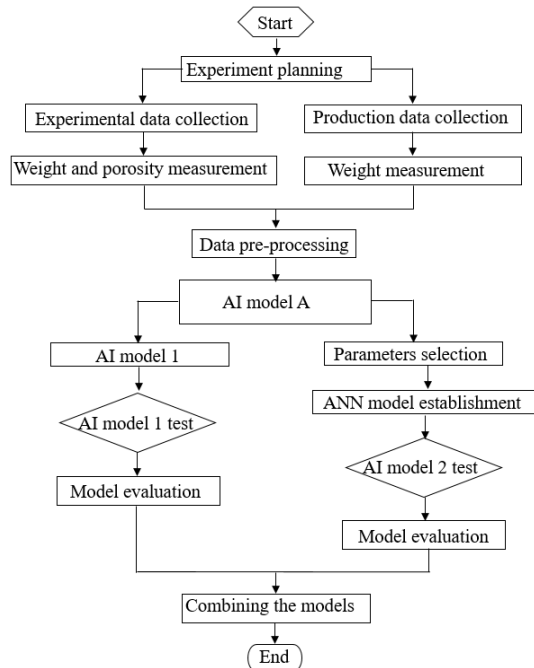 Start
Experiment planning
Experimental data collection
Production data collection
Weight and porosity measurement
Weight measurement
Data pre-processing
AI model A
AI model 1
Parameters selection
ANN model establishment
AI model 1 test
AI model 2 test
Model evaluation
Model evaluation
Combining the models
End